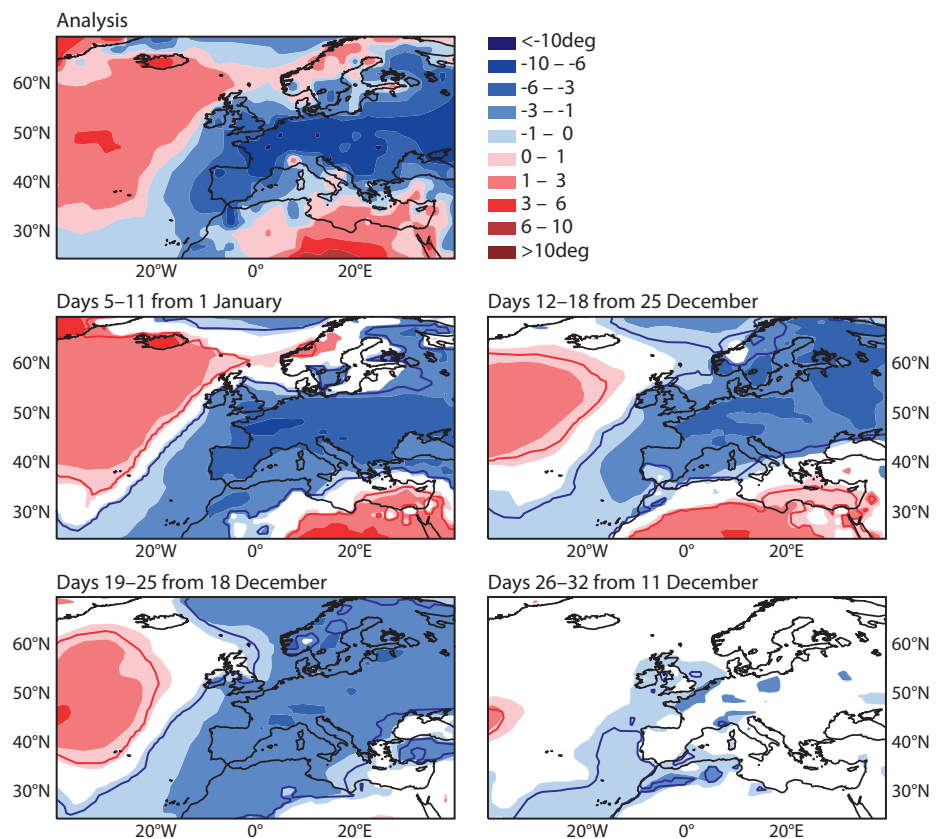 Analysis
60°N
50°N
40°N
30°N
20°W 0° 20°E
<-10deg
-10 – -6
-6 – -3
-3 – -1
-1 – 0
0 – 1
1 – 3
3 – 6
6 – 10
>10deg
Days 5–11 from 1 January
60°N
50°N
40°N
30°N
20°W 0° 20°E
Days 12–18 from 25 December
60°N
50°N
40°N
30°N
20°W 0° 20°E
Days 19–25 from 18 December
60°N
50°N
40°N
30°N
20°W 0° 20°E
Days 26–32 from 11 December
60°N
50°N
40°N
30°N
20°W 0° 20°E